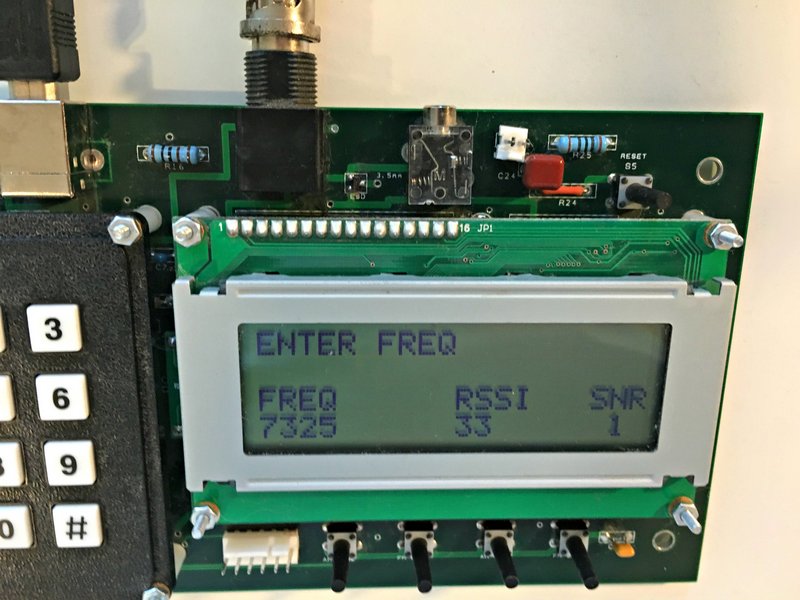 R16
3.5mm
C24
R25
RESET
S5
R24
1
16 JP1
ENTER FREQ
FREQ RSSI SNR
7325 33 1
3
6
9
0 #